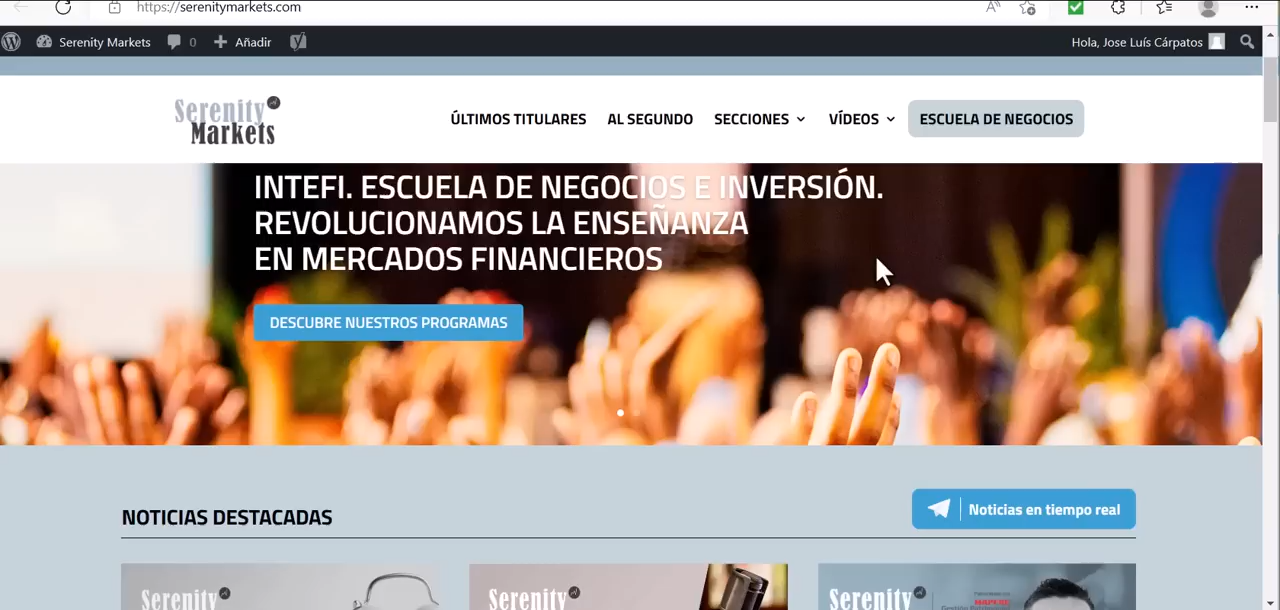 https://serenitymarkets.com
Serenity Markets
0
Añadir
Hola, Jose Luís Cárpatos
Serenity
Markets
ÚLTIMOS TITULARES
AL SEGUNDO
SECCIONES
VÍDEOS
ESCUELA DE NEGOCIOS
INTEFI. ESCUELA DE NEGOCIOS E INVERSIÓN.
REVOLUCIONAMOS LA ENSEÑANZA
EN MERCADOS FINANCIEROS
DESCUBRE NUESTROS PROGRAMAS
NOTICIAS DESTACADAS
Noticias en tiempo real
Serenity
Serenity
Serenity
MAPFRE